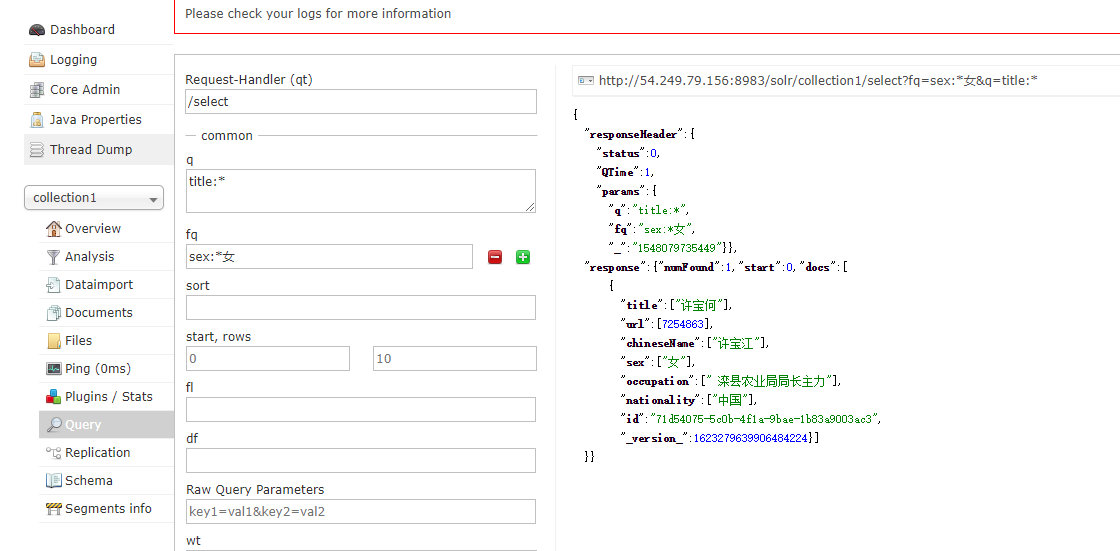 Please check your logs for more information
Dashboard
Logging
Core Admin
Java Properties
Thread Dump
collection1
Overview
Analysis
Dataimport
Documents
Files
Ping (0ms)
Plugins / Stats
Query
Replication
Schema
Segments info
Request-Handler (qt)
/select
common
q
title:*
fq
sex:*女
sort
start, rows
0
10
fl
df
Raw Query Parameters
key1=val1&key2=val2
wt
http://54.249.79.156:8983/solr/collection1/select?fq=sex:*女&q=title:*
{
"responseHeader":{
"status":0,
"QTime":1,
"params":{
"q":"title:*",
"fq":"sex:*女",
"_":"1548079735449"}},
"response":{"numFound":1,"start":0,"docs":[
{
"title":["许宝何"],
"url":[7254863],
"chineseName":["许宝江"],
"sex":["女"],
"occupation":[" 滦县农业局局长主力"],
"nationality":["中国"],
"id":"71d54075-5c0b-4f1a-9bae-1b83a9003ac3",
"_version_":1623279639906484224}]
}}